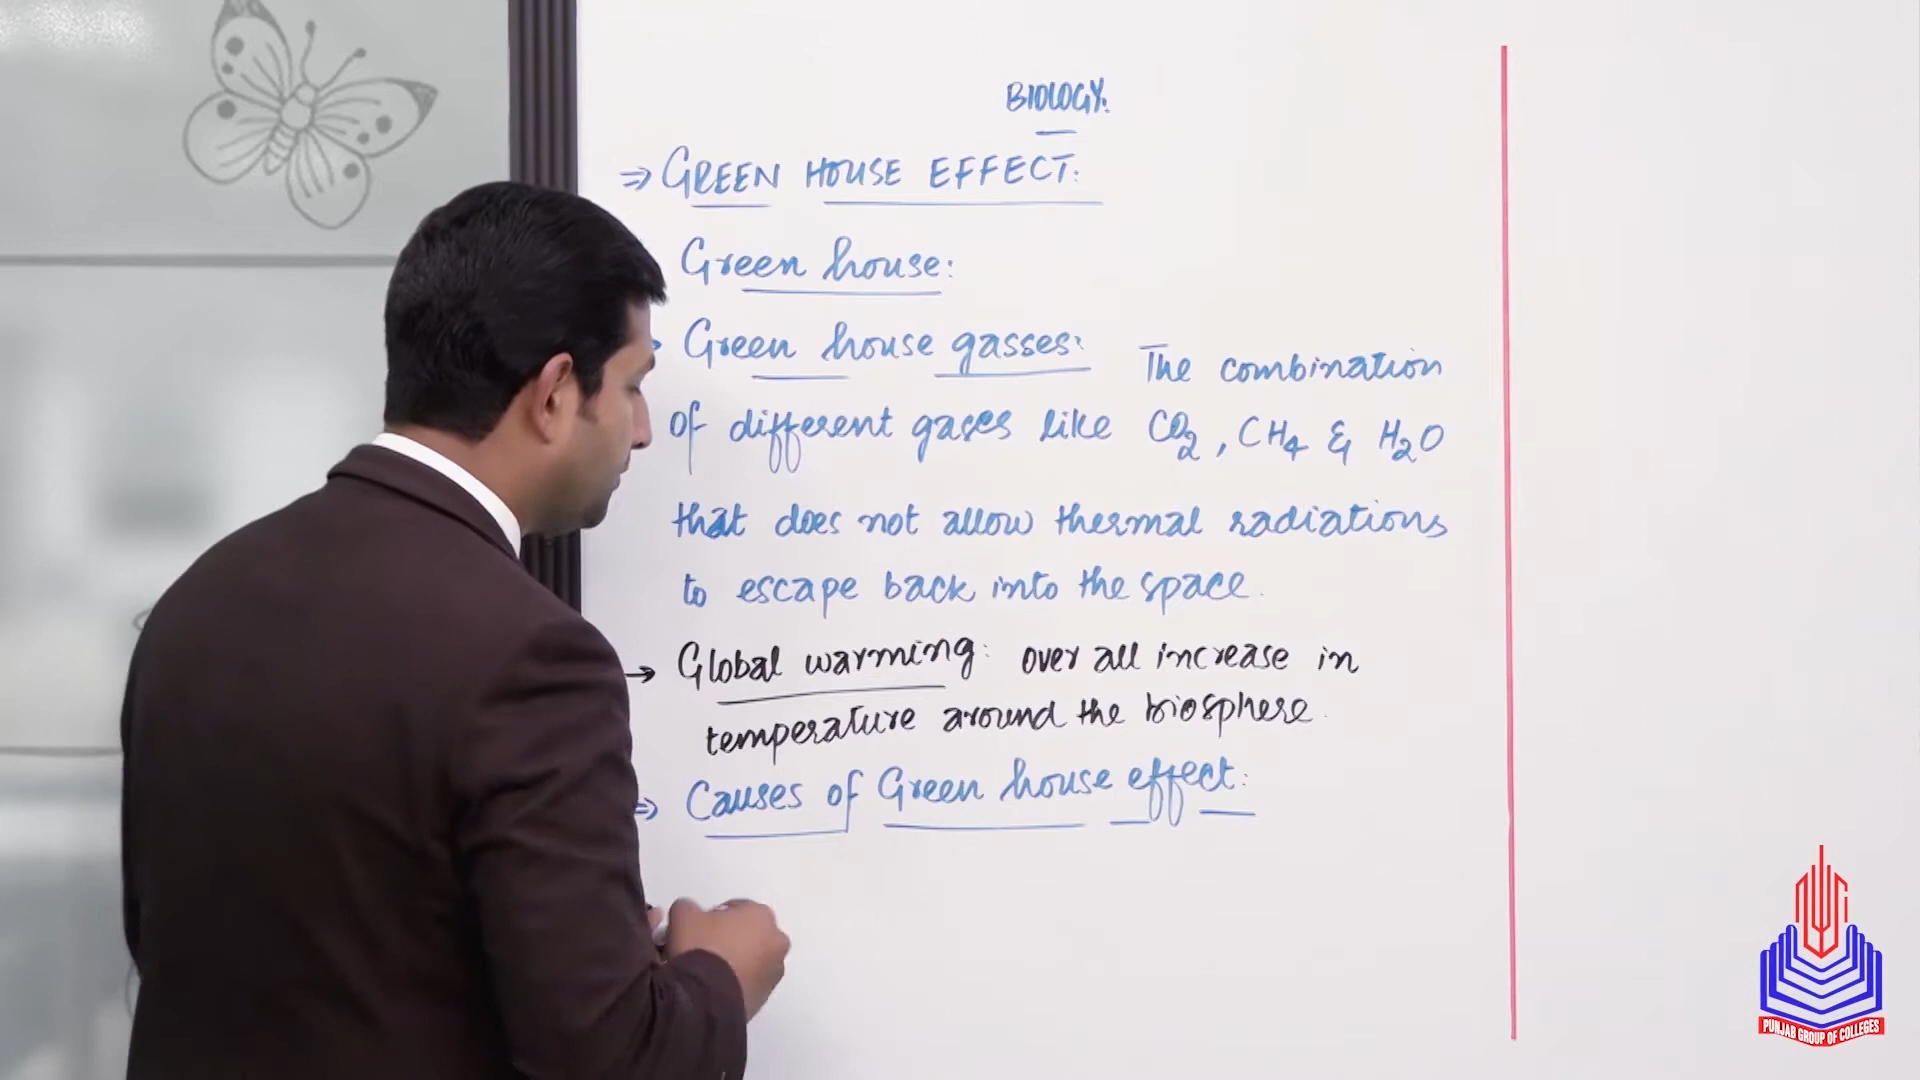 BIOLOGY.
⇒ GREEN HOUSE EFFECT:
Green house:
Green house gasses: The combination
of different gases like CO2, CH4 & H2O
that does not allow thermal radiations
to escape back into the space.
→ Global warming: over all increase in
temperature around the biosphere.
⇒ Causes of Green house effect:
PUNJAB GROUP OF COLLEGES